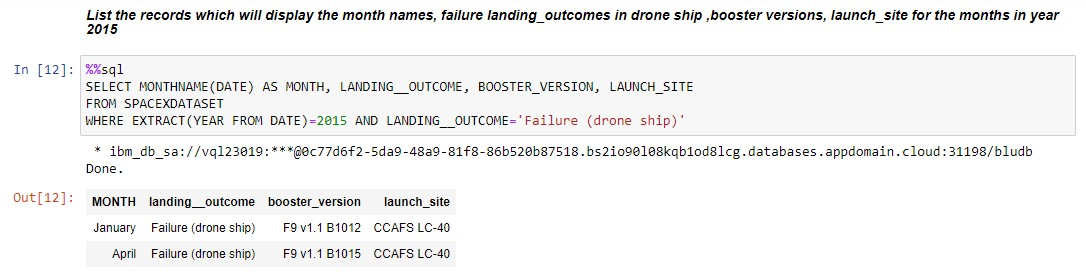 List the records which will display the month names, failure landing_outcomes in drone ship ,booster versions, launch_site for the months in year
2015
In [12]: %%sql
SELECT MONTHNAME(DATE) AS MONTH, LANDING__OUTCOME, BOOSTER_VERSION, LAUNCH_SITE
FROM SPACEXDATASET
WHERE EXTRACT(YEAR FROM DATE)=2015 AND LANDING__OUTCOME='Failure (drone ship)'
* ibm_db_sa://vql23019:***@0c77d6f2-5da9-48a9-81f8-86b520b87518.bs2io90l08kqb1od8lcg.databases.appdomain.cloud:31198/bludb
Done.
Out[12]: MONTH landing__outcome booster_version launch_site
January Failure (drone ship) F9 v1.1 B1012 CCAFS LC-40
April Failure (drone ship) F9 v1.1 B1015 CCAFS LC-40